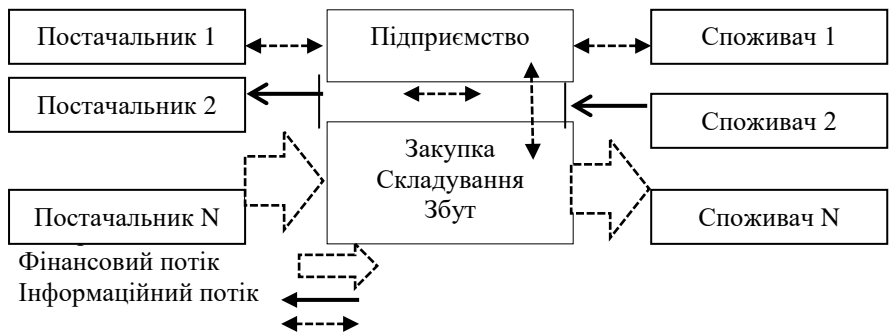 Постачальник 1
Підприємство
Споживач 1
Постачальник 2
Споживач 2
Закупка
Складування
Збут
Постачальник N
Споживач N
Фінансовий потік
Інформаційний потік